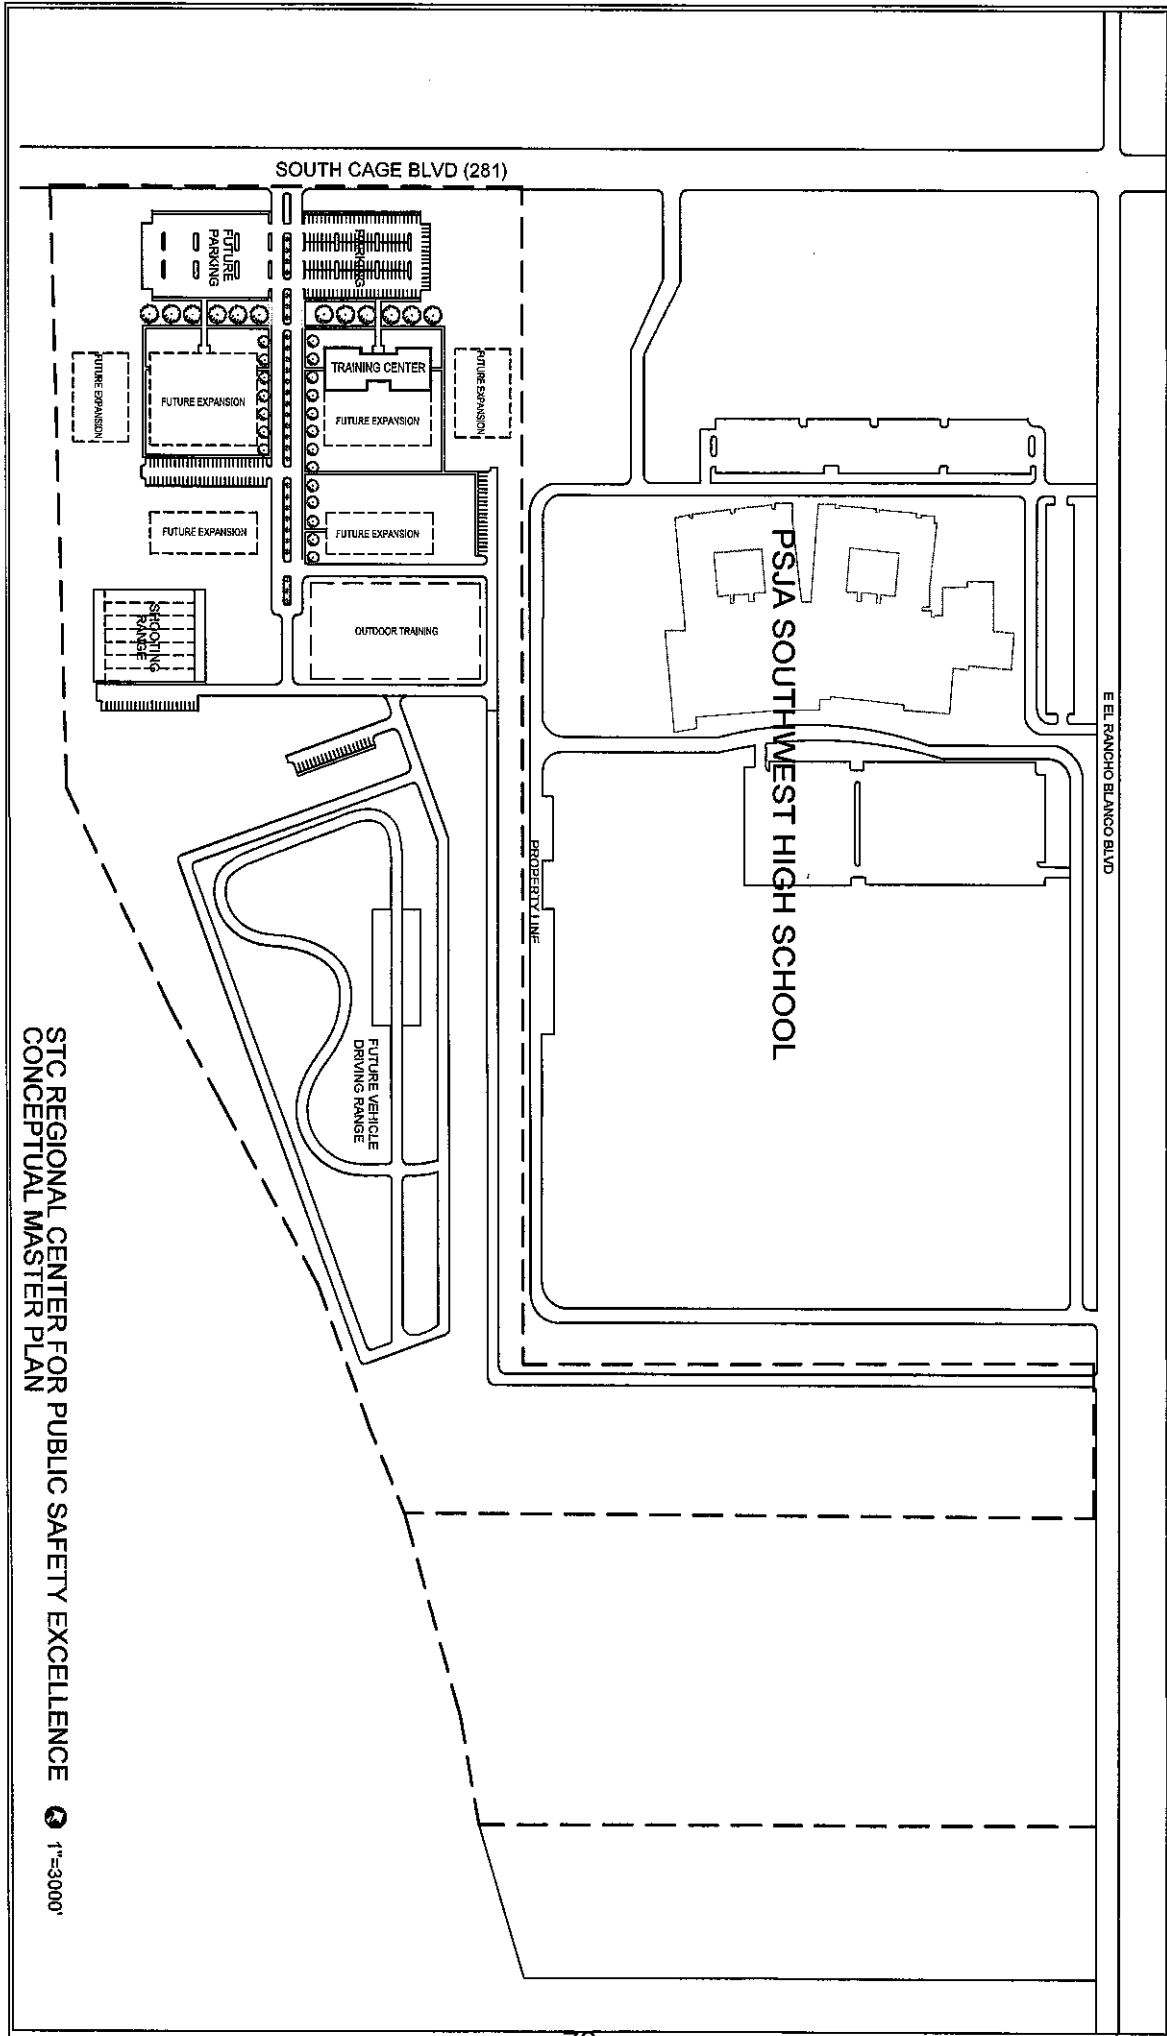 SOUTH CAGE BLVD (281)
FUTURE
PARKING
PARKING
FUTURE EXPANSION
FUTURE EXPANSION
TRAINING CENTER
FUTURE EXPANSION
FUTURE EXPANSION
FUTURE EXPANSION
FUTURE EXPANSION
SHOOTING
RANGE
OUTDOOR TRAINING
PSJA SOUTHWEST HIGH SCHOOL
E EL RANCHO BLANCO BLVD
PROPERTY LINE
FUTURE VEHICLE
DRIVING RANGE
STC REGIONAL CENTER FOR PUBLIC SAFETY EXCELLENCE
CONCEPTUAL MASTER PLAN
1"=3000'